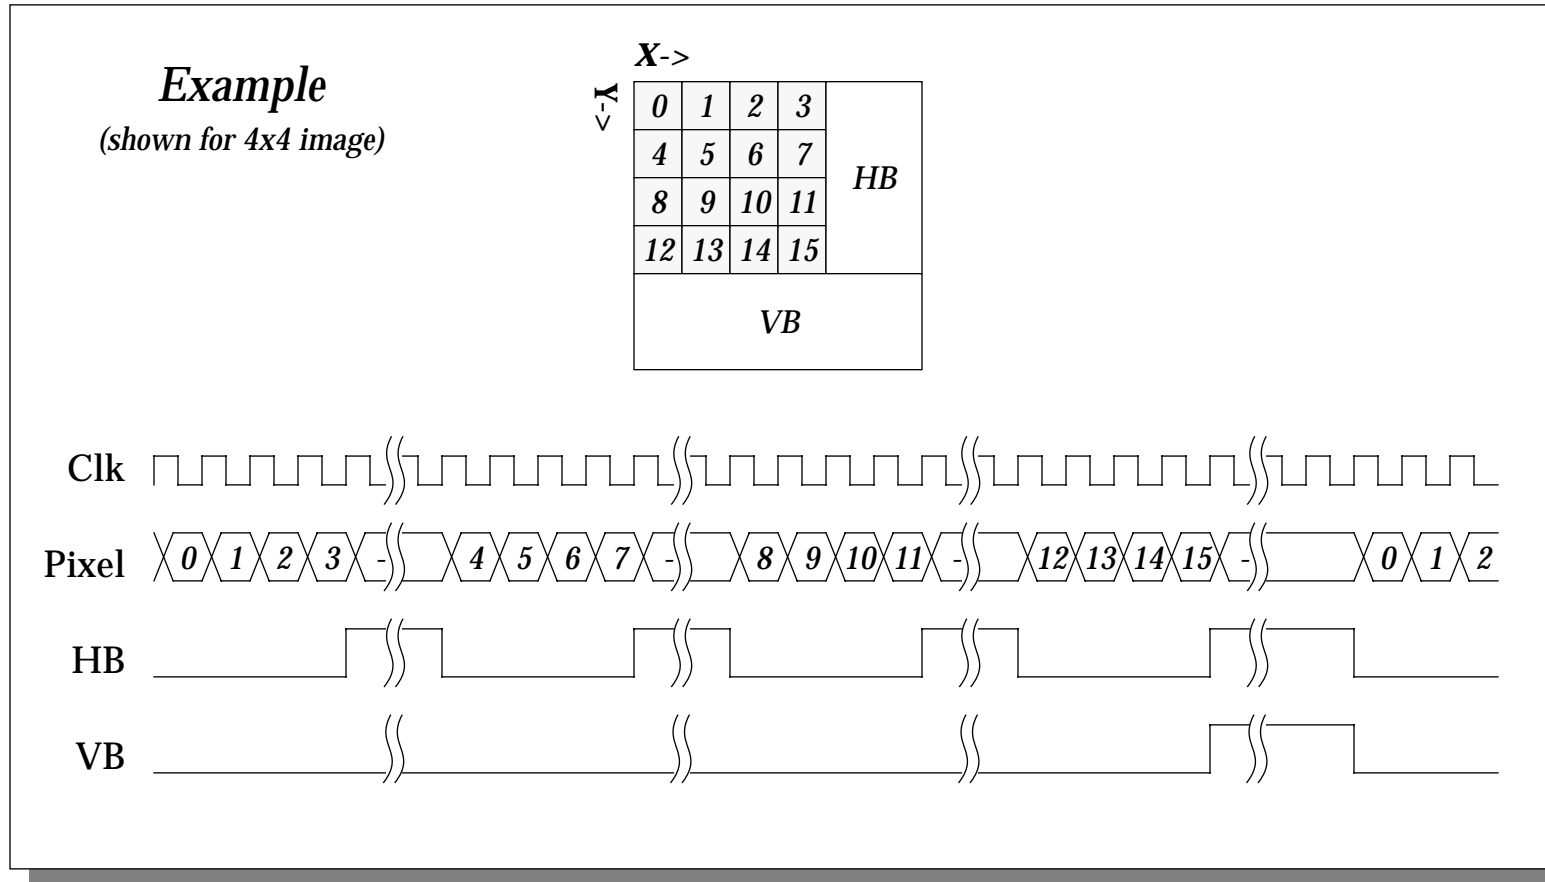 X->
Example
(shown for 4x4 image)
Y->
0 1 2 3
4 5 6 7
HB
8 9 10 11
12 13 14 15
VB
Clk
Pixel 0 1 2 3 - 4 5 6 7 - 8 9 10 11 - 12 13 14 15 - 0 1 2
HB
VB